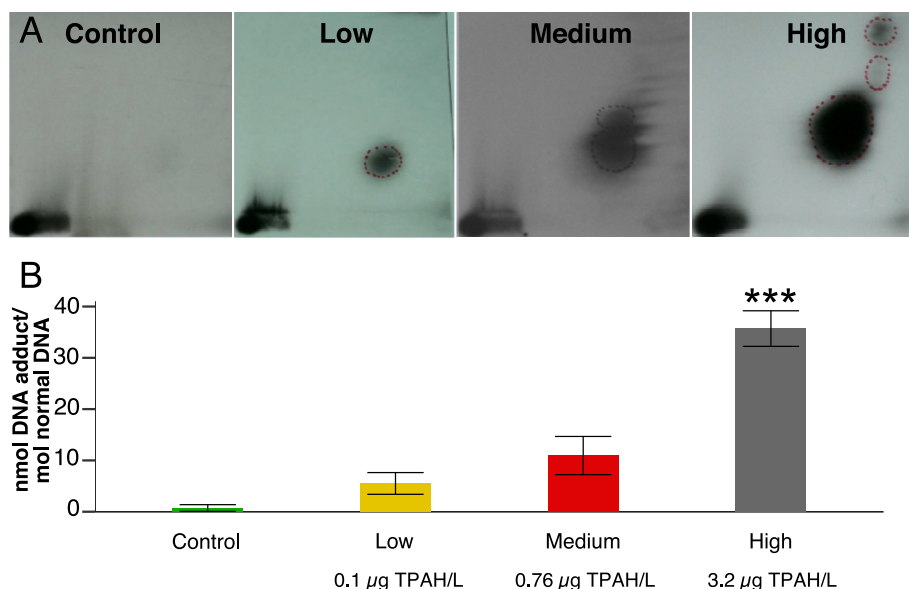 A
Control
Low
Medium
High
B
nmol DNA adduct/
mol normal DNA
40
30
20
10
0
***
Control
Low
Medium
High
0.1 µg TPAH/L
0.76 µg TPAH/L
3.2 µg TPAH/L